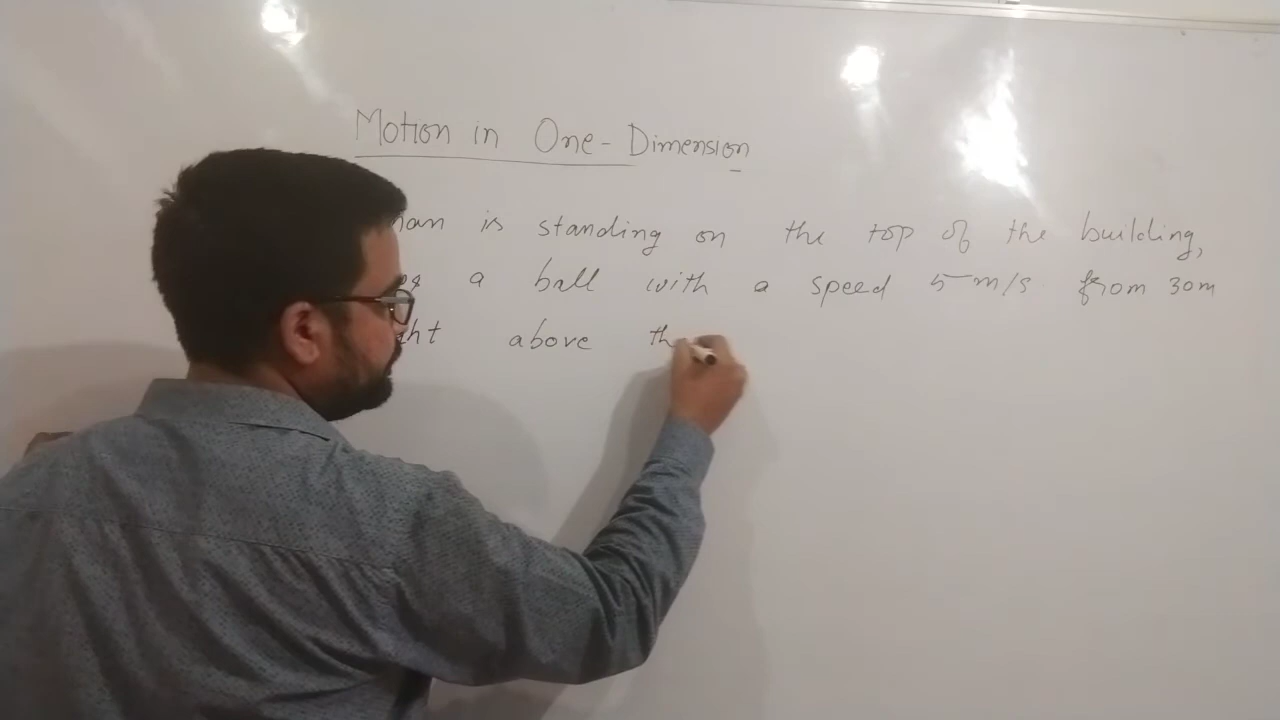 Motion in One-Dimension
is standing on the top of the building,
a ball with a speed 5 m/s from 30m
above